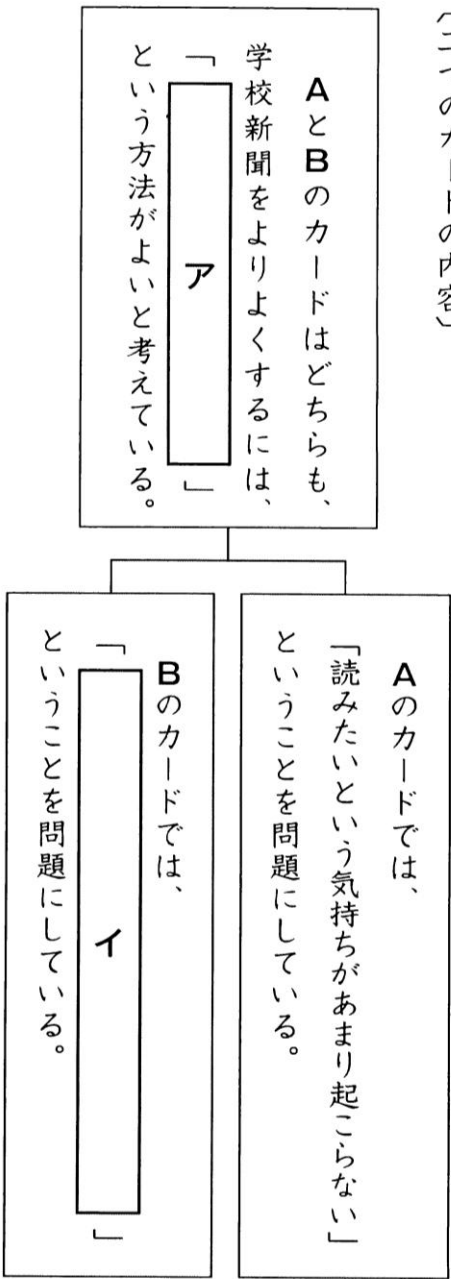 〔二つのカードの内容〕
AとBのカードはどちらも、
学校新聞をよりよくするには、
「 ア 」
という方法がよいと考えている。
Aのカードでは、
「読みたいという気持ちがあまり起こらない」
ということを問題にしている。
Bのカードでは、
「 イ 」
ということを問題にしている。